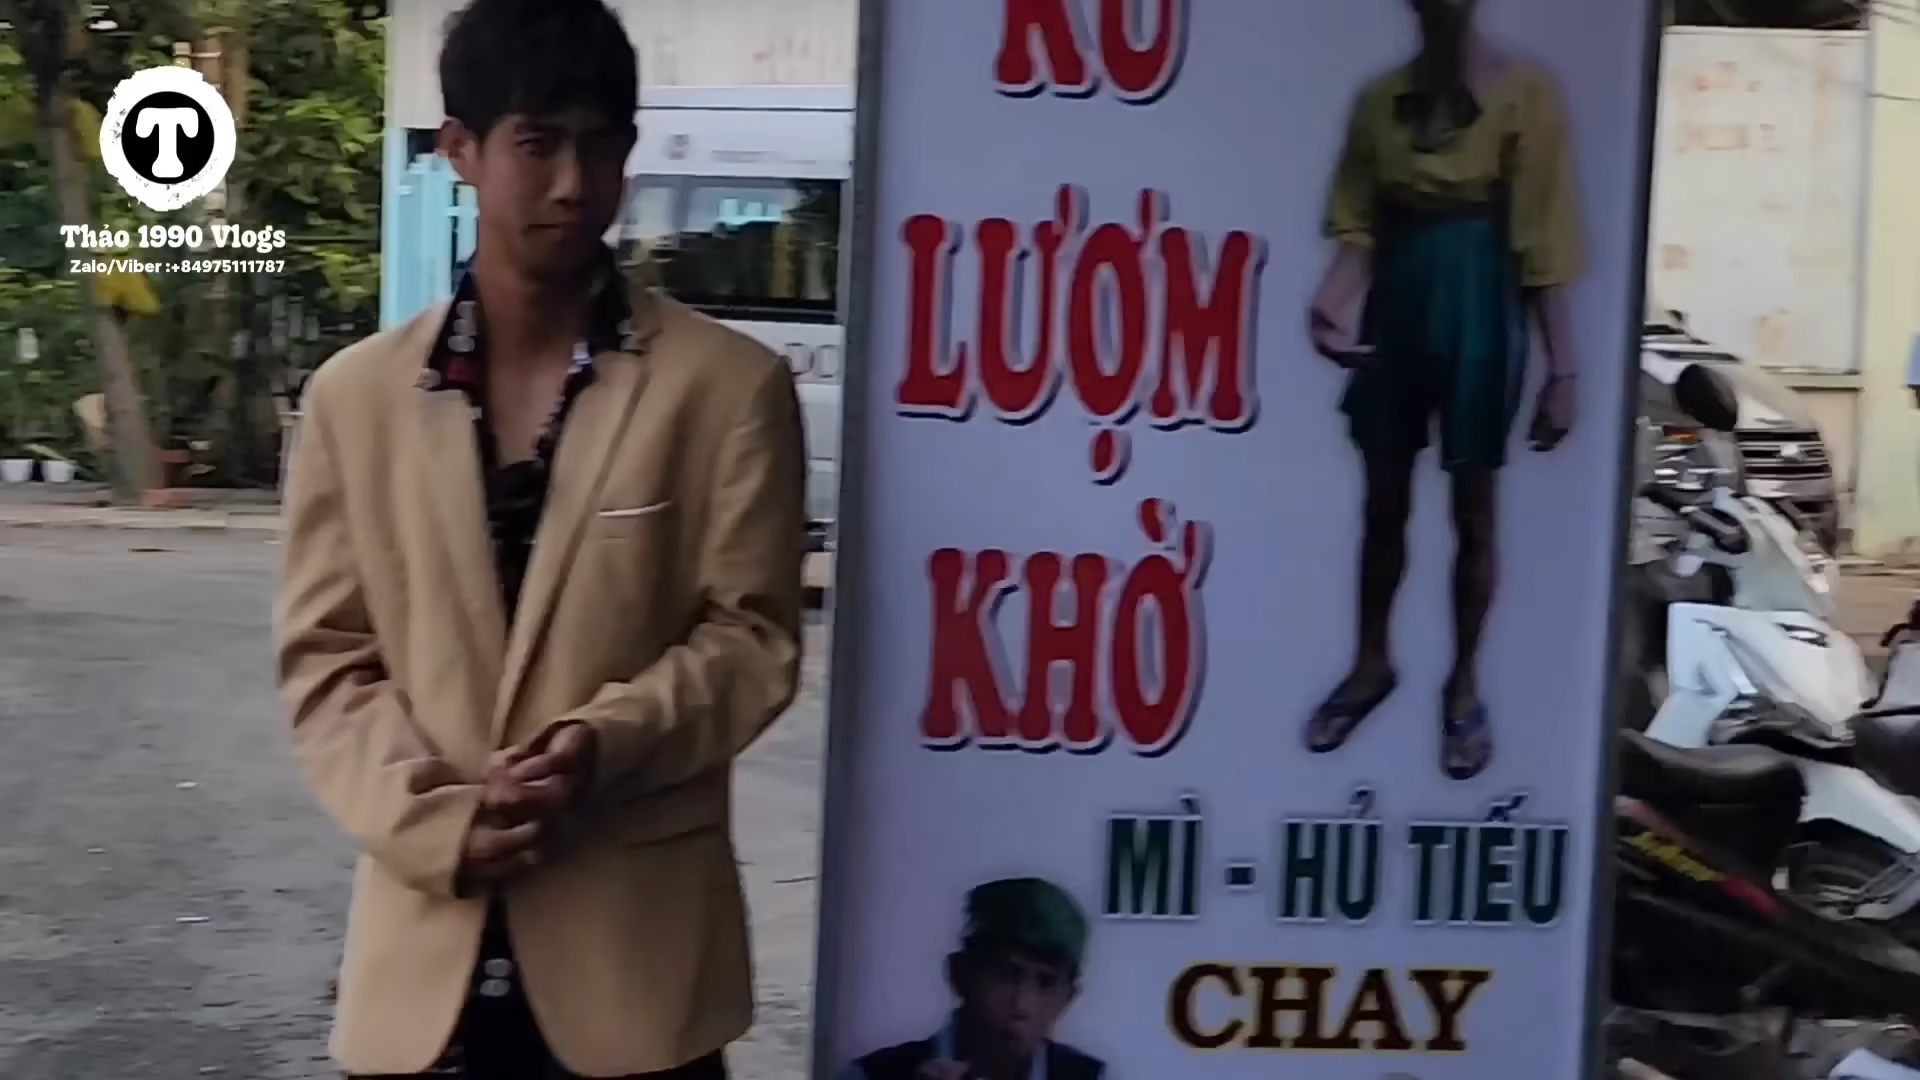 T
Thảo 1990 Vlogs
Zalo/Viber :+84975111787
LƯỢM
KHỜ
MÌ - HỦ TIẾU
CHAY